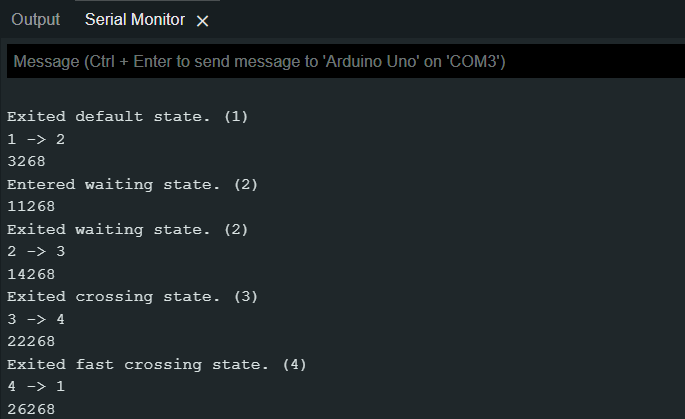 Output Serial Monitor ×
Message (Ctrl + Enter to send message to 'Arduino Uno' on 'COM3')
Exited default state. (1)
1 -> 2
3268
Entered waiting state. (2)
11268
Exited waiting state. (2)
2 -> 3
14268
Exited crossing state. (3)
3 -> 4
22268
Exited fast crossing state. (4)
4 -> 1
26268